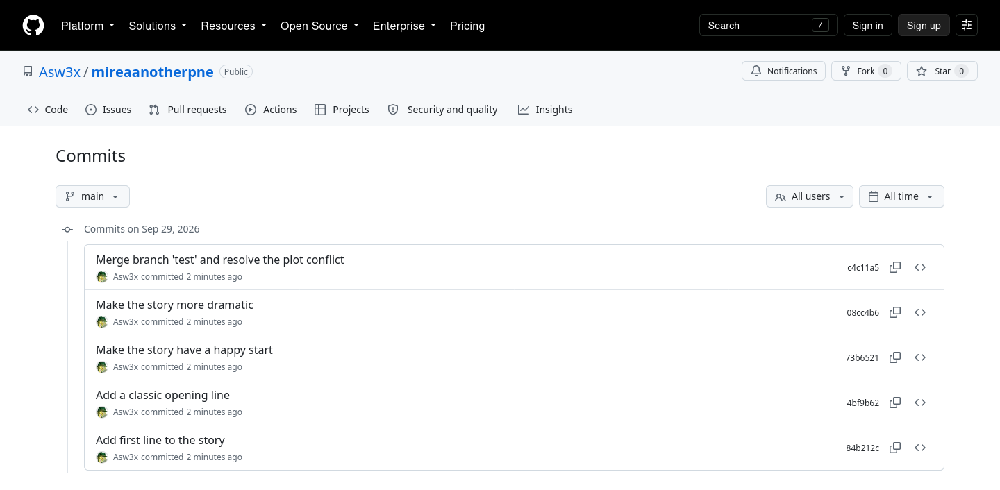 Platform Solutions Resources Open Source Enterprise Pricing Search / Sign in Sign up
Asw3x / mireaanotherpne Public Notifications Fork 0 Star 0
Code Issues Pull requests Actions Projects Security and quality Insights
Commits
main All users All time
Commits on Sep 29, 2026
Merge branch 'test' and resolve the plot conflict
Asw3x committed 2 minutes ago c4c11a5
Make the story more dramatic
Asw3x committed 2 minutes ago 08cc4b6
Make the story have a happy start
Asw3x committed 2 minutes ago 73b6521
Add a classic opening line
Asw3x committed 2 minutes ago 4bf9b62
Add first line to the story
Asw3x committed 2 minutes ago 84b212c